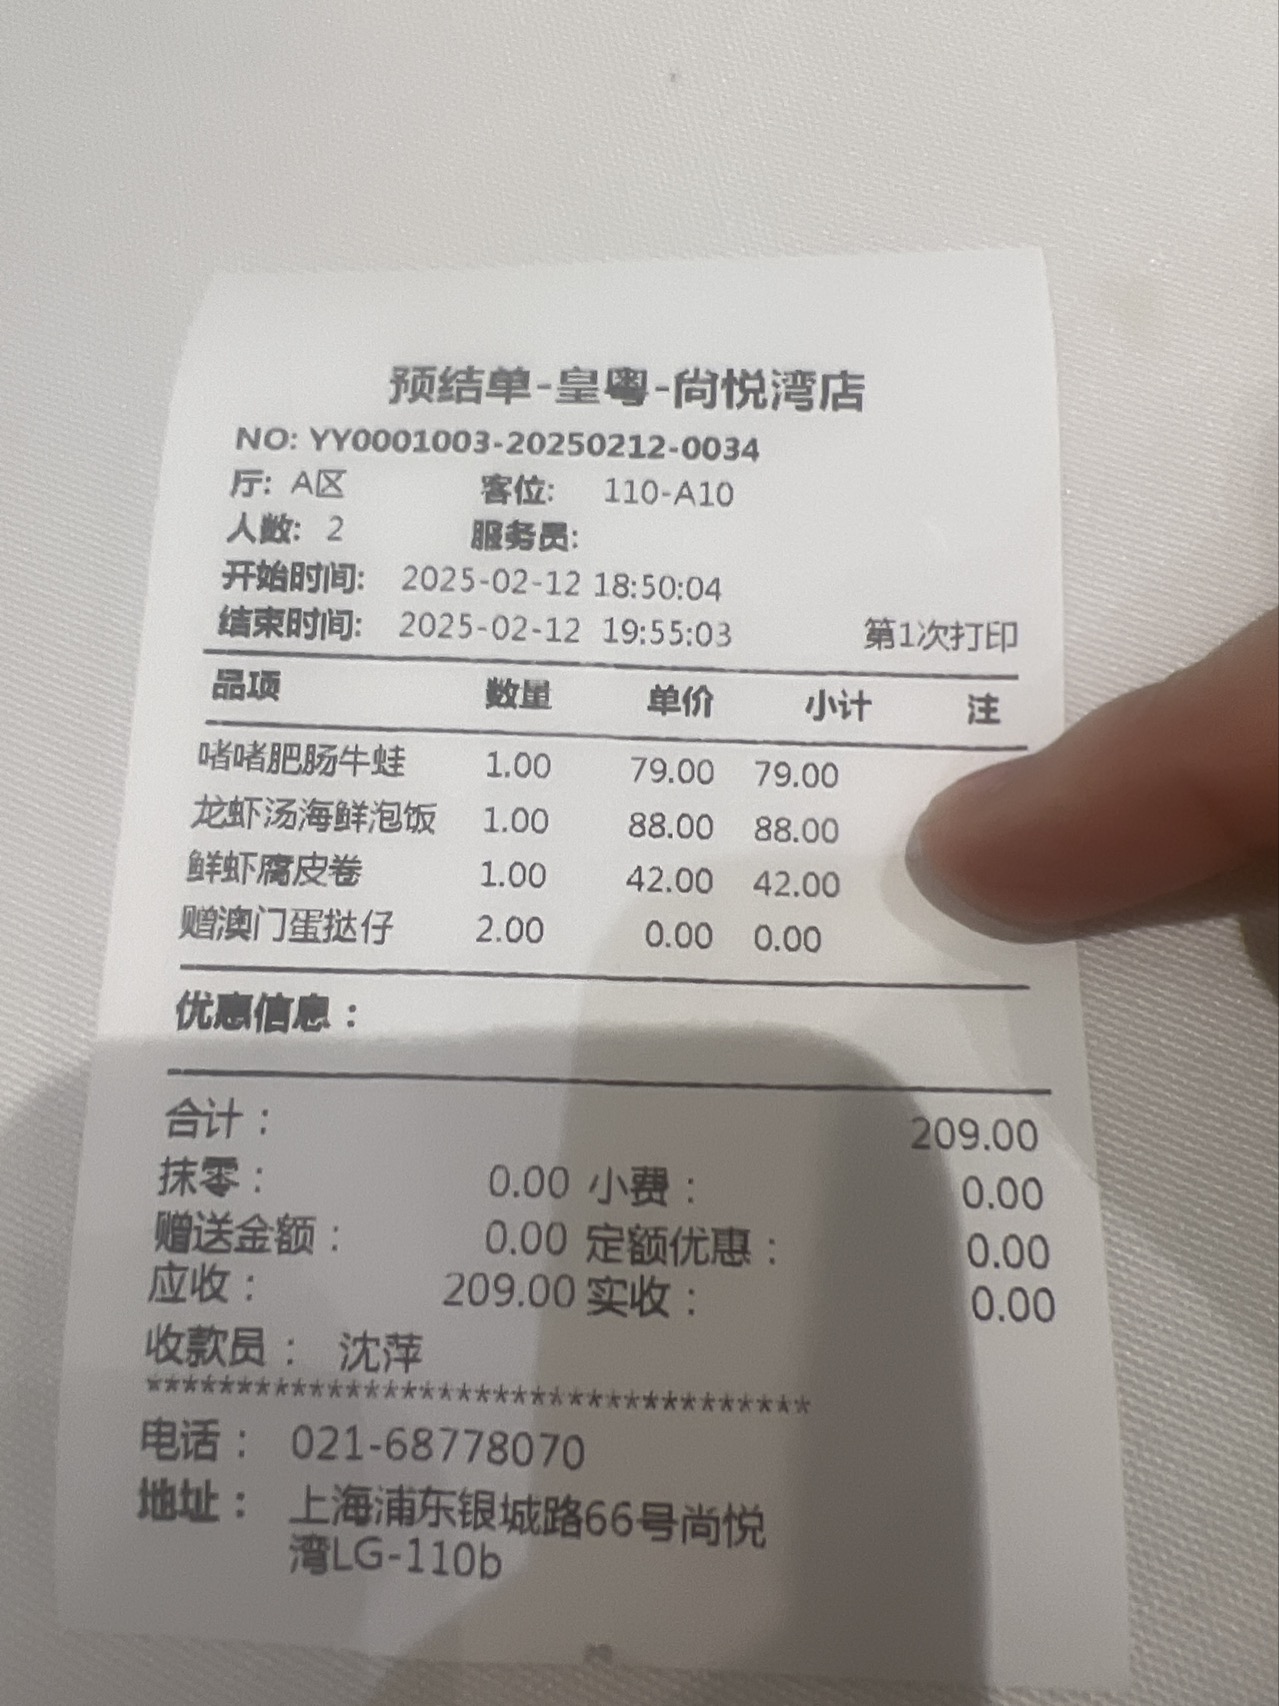 预结单-皇粤-尚悦湾店
NO: YY0001003-20250212-0034
厅: A区 客位: 110-A10
人数: 2 服务员:
开始时间: 2025-02-12 18:50:04
结束时间: 2025-02-12 19:55:03 第1次打印
品项 数量 单价 小计 注
啫啫肥肠牛蛙 1.00 79.00 79.00
龙虾汤海鲜泡饭 1.00 88.00 88.00
鲜虾腐皮卷 1.00 42.00 42.00
赠澳门蛋挞仔 2.00 0.00 0.00
优惠信息：
合计： 209.00
抹零： 0.00 小费： 0.00
赠送金额： 0.00 定额优惠： 0.00
应收： 209.00 实收： 0.00
收款员： 沈萍
*************************************
电话： 021-68778070
地址： 上海浦东银城路66号尚悦
湾LG-110b